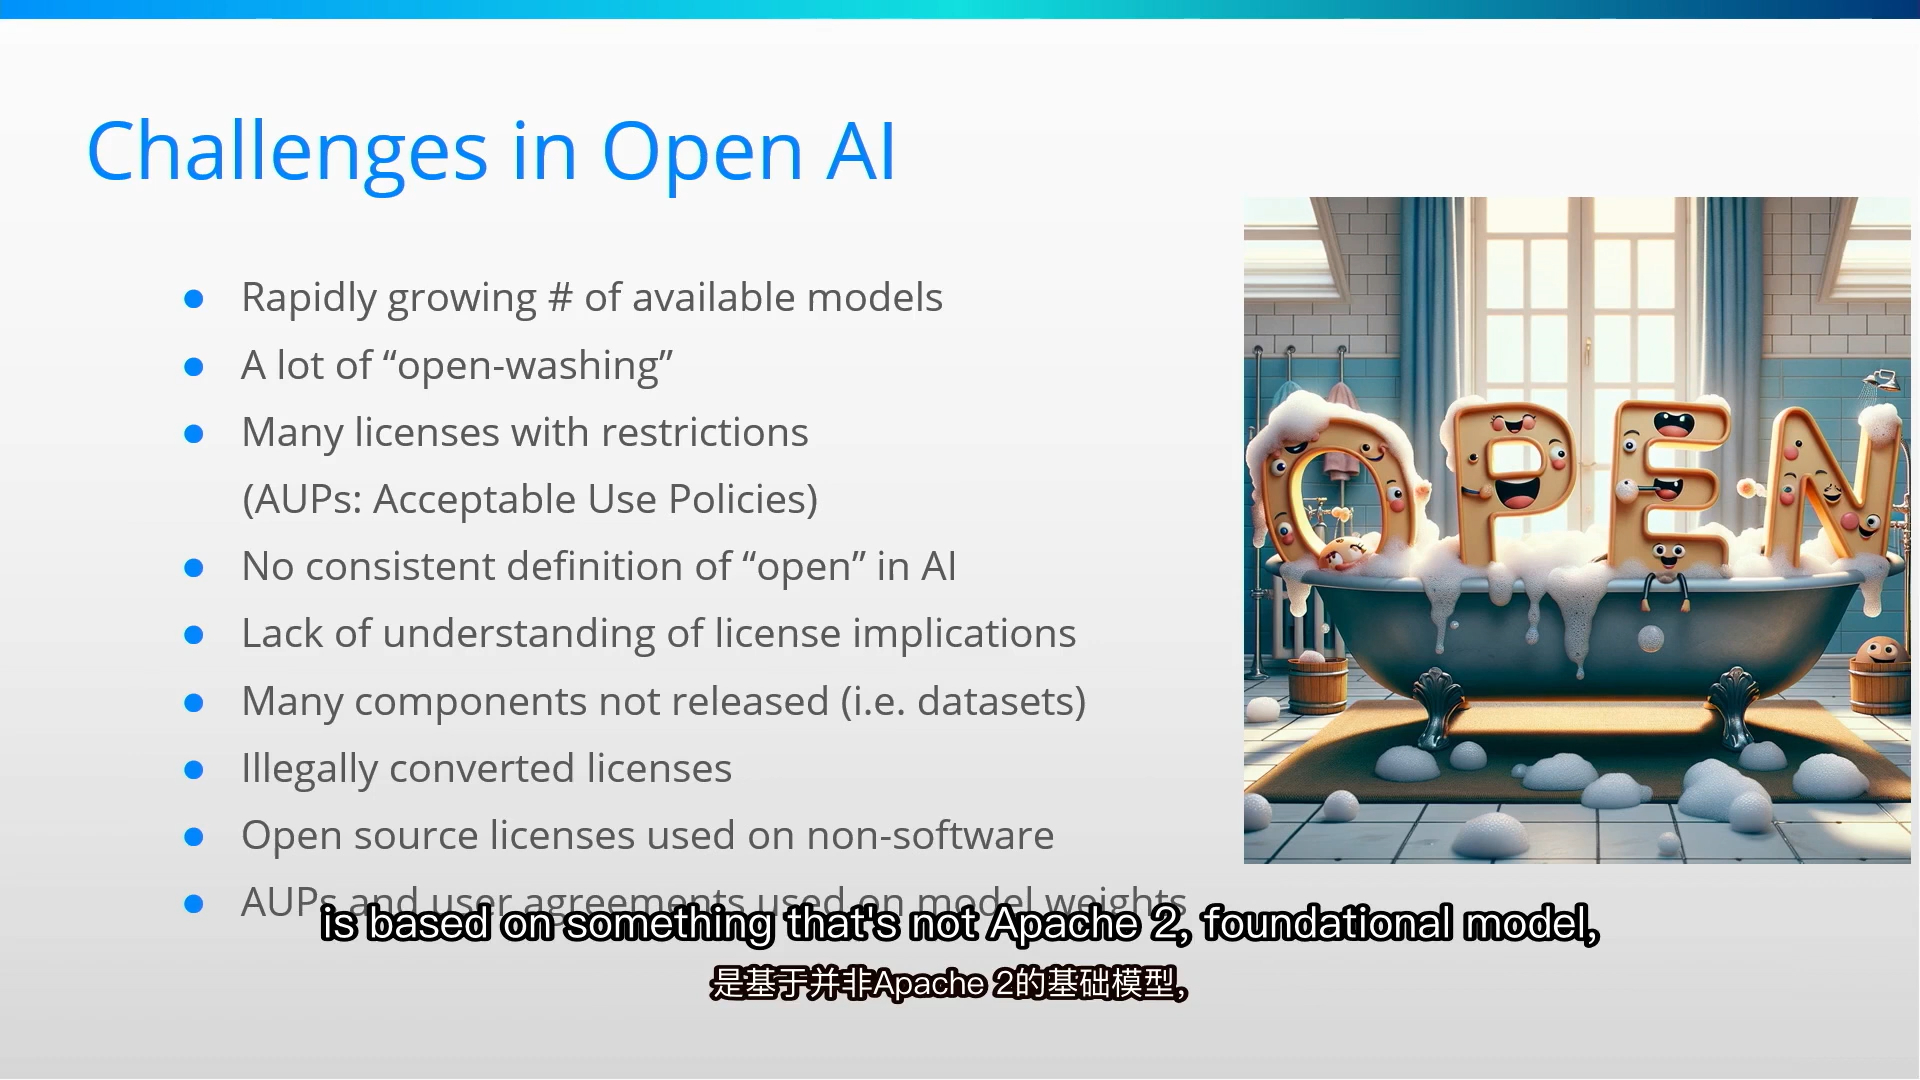 Challenges in Open AI
● Rapidly growing # of available models
● A lot of “open-washing”
● Many licenses with restrictions
(AUPs: Acceptable Use Policies)
● No consistent definition of “open” in AI
● Lack of understanding of license implications
● Many components not released (i.e. datasets)
● Illegally converted licenses
● Open source licenses used on non-software
● AUPs and user agreements used on model weights
OPEN
is based on something that's not Apache 2, foundational model,
是基于并非Apache 2的基础模型，